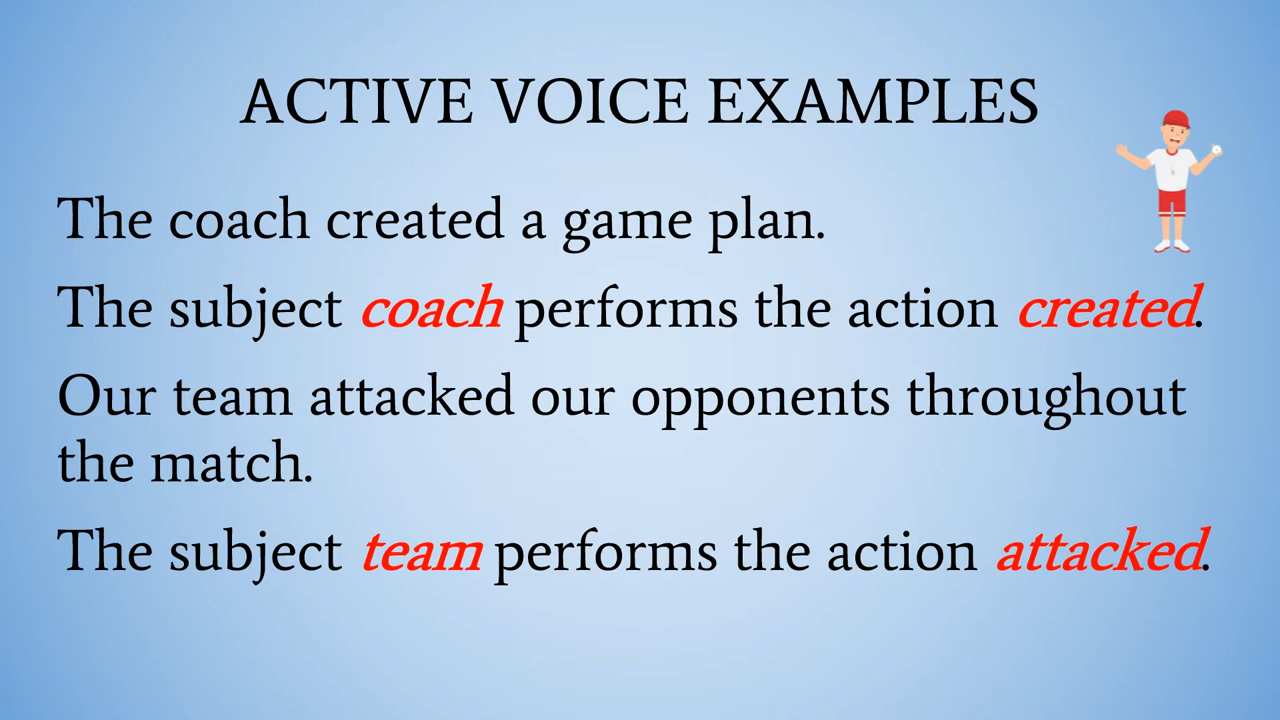 ACTIVE VOICE EXAMPLES
The coach created a game plan.
The subject coach performs the action created.
Our team attacked our opponents throughout
the match.
The subject team performs the action attacked.